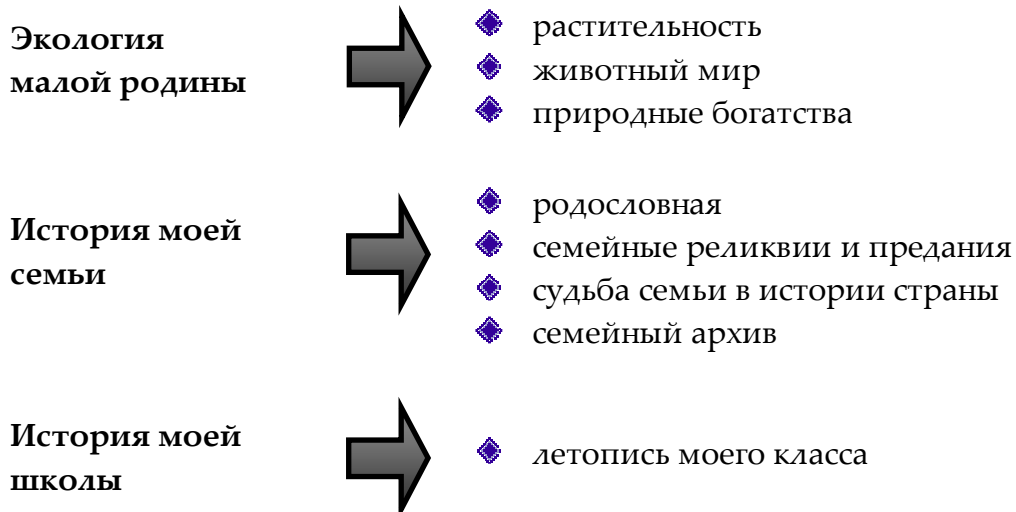 Экология
малой родины
растительность
животный мир
природные богатства
История моей
семьи
родословная
семейные реликвии и предания
судьба семьи в истории страны
семейный архив
История моей
школы
летопись моего класса